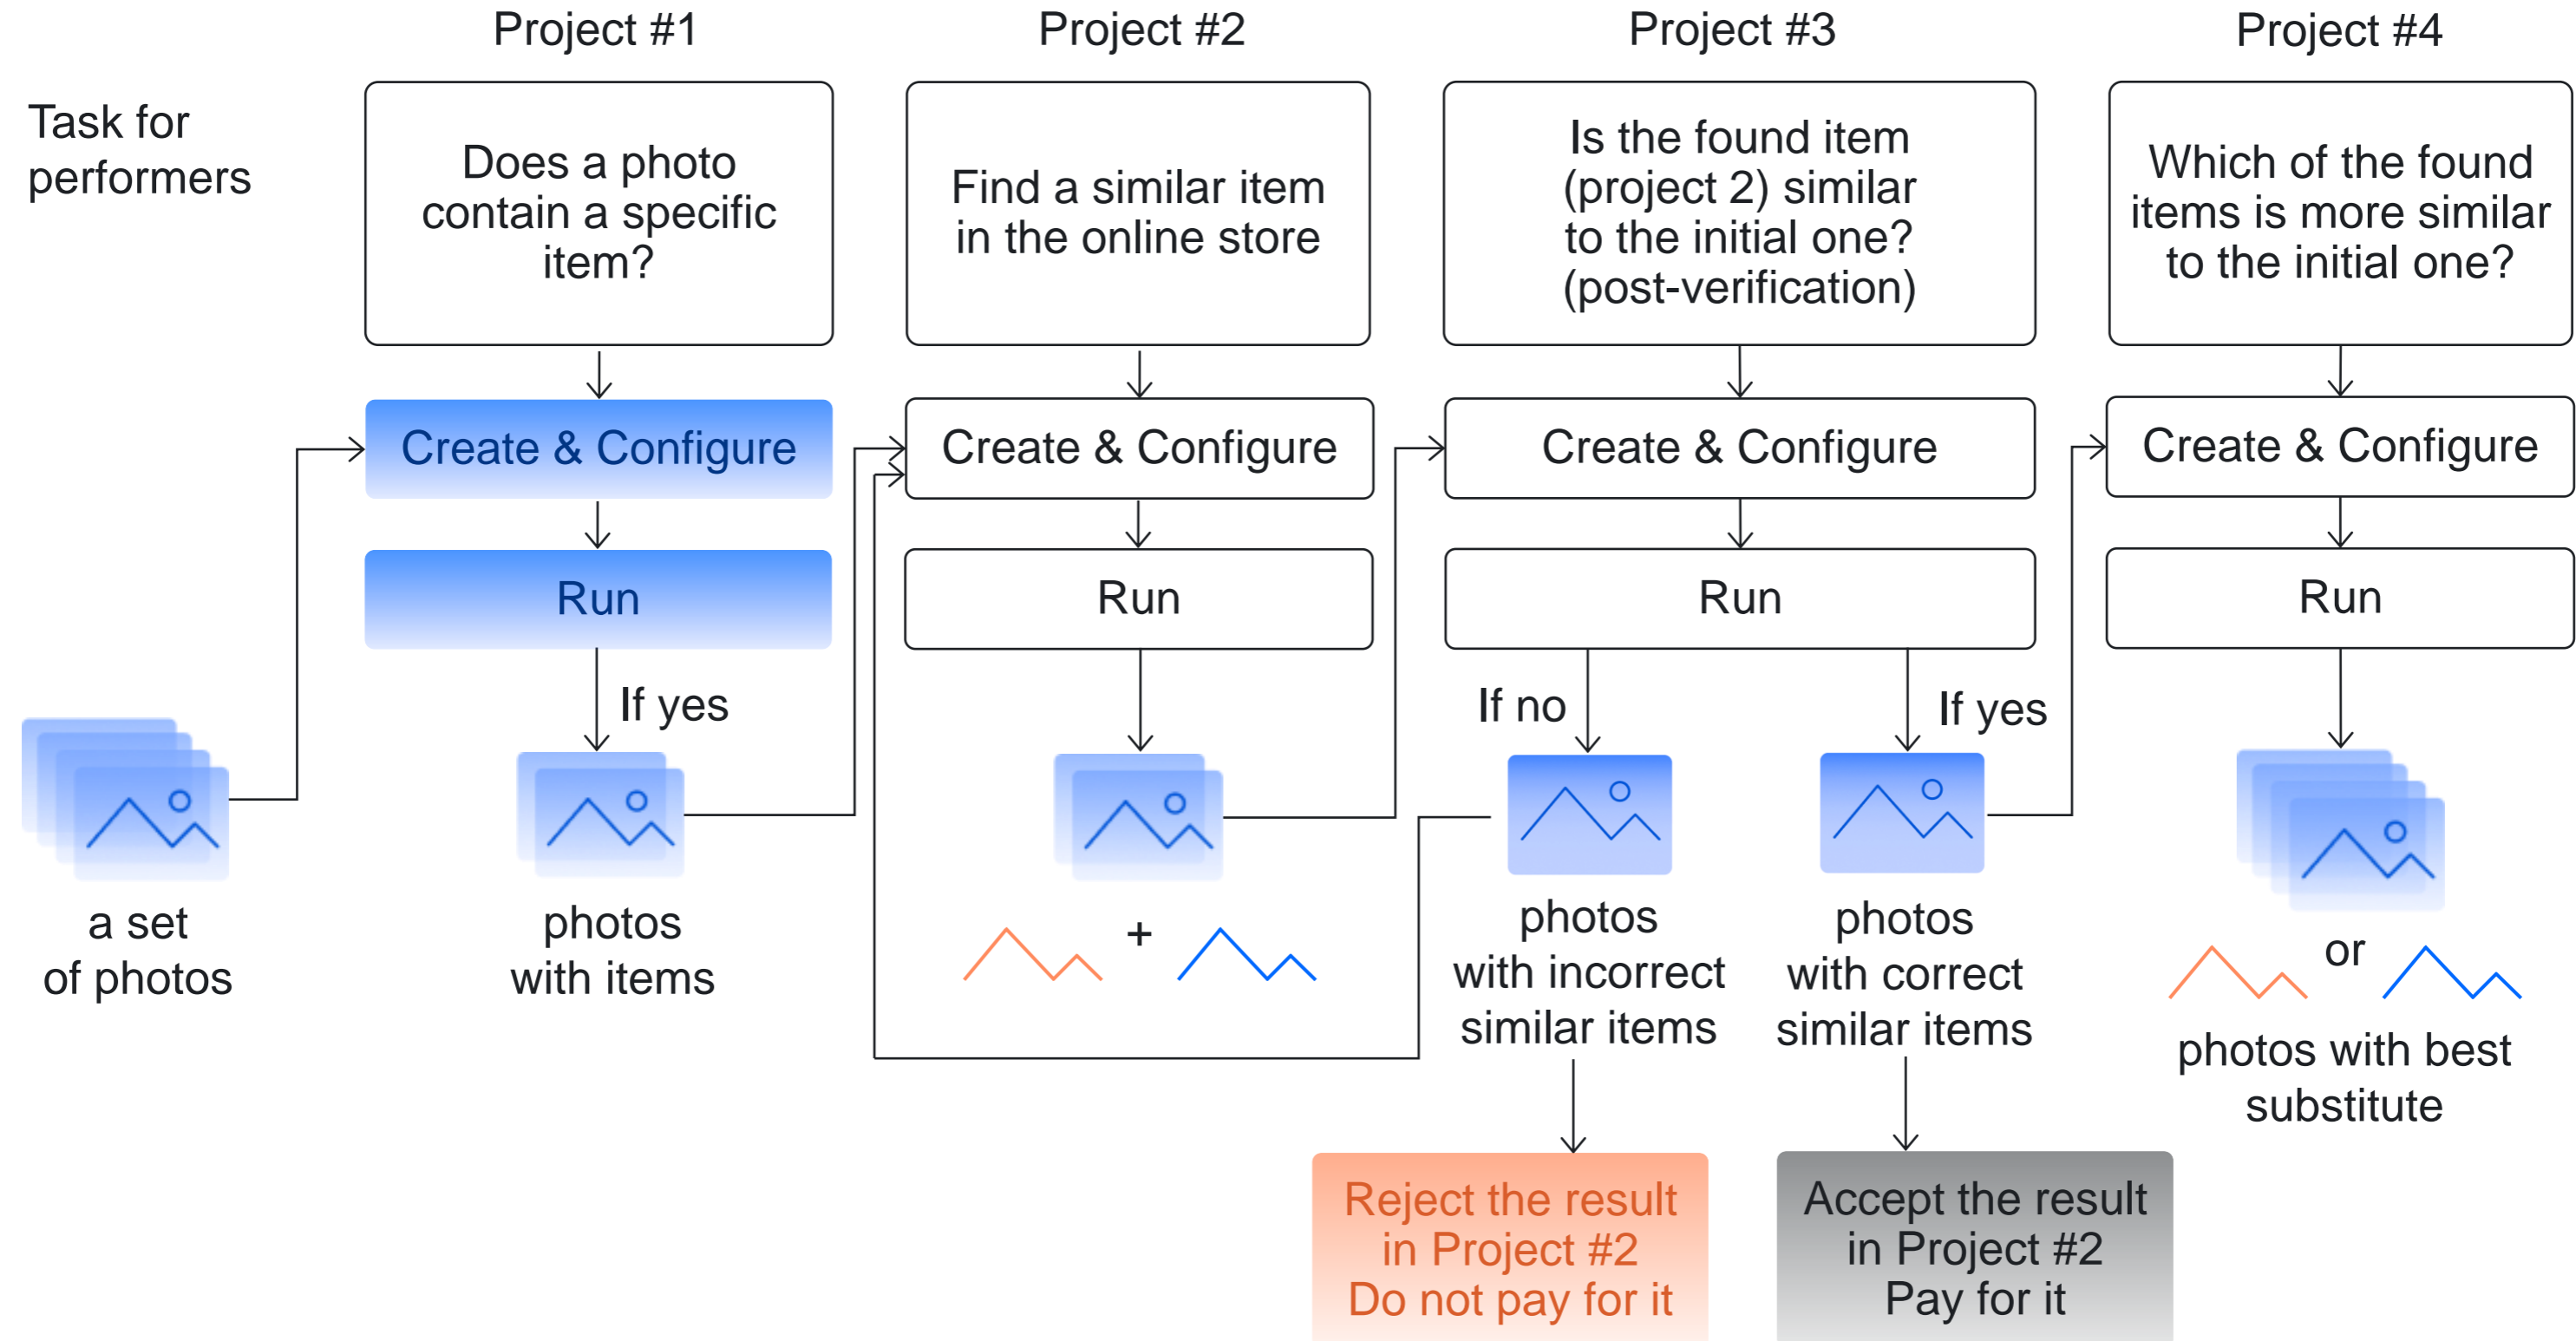 Project #1
Project #2
Project #3
Project #4
Task for
performers
Does a photo
contain a specific
item?
Find a similar item
in the online store
Is the found item
(project 2) similar
to the initial one?
(post-verification)
Which of the found
items is more similar
to the initial one?
Create & Configure
Create & Configure
Create & Configure
Create & Configure
Run
Run
Run
Run
If yes
If no
If yes
a set
of photos
photos
with items
+
photos
with incorrect
similar items
photos
with correct
similar items
or
photos with best
substitute
Reject the result
in Project #2
Do not pay for it
Accept the result
in Project #2
Pay for it